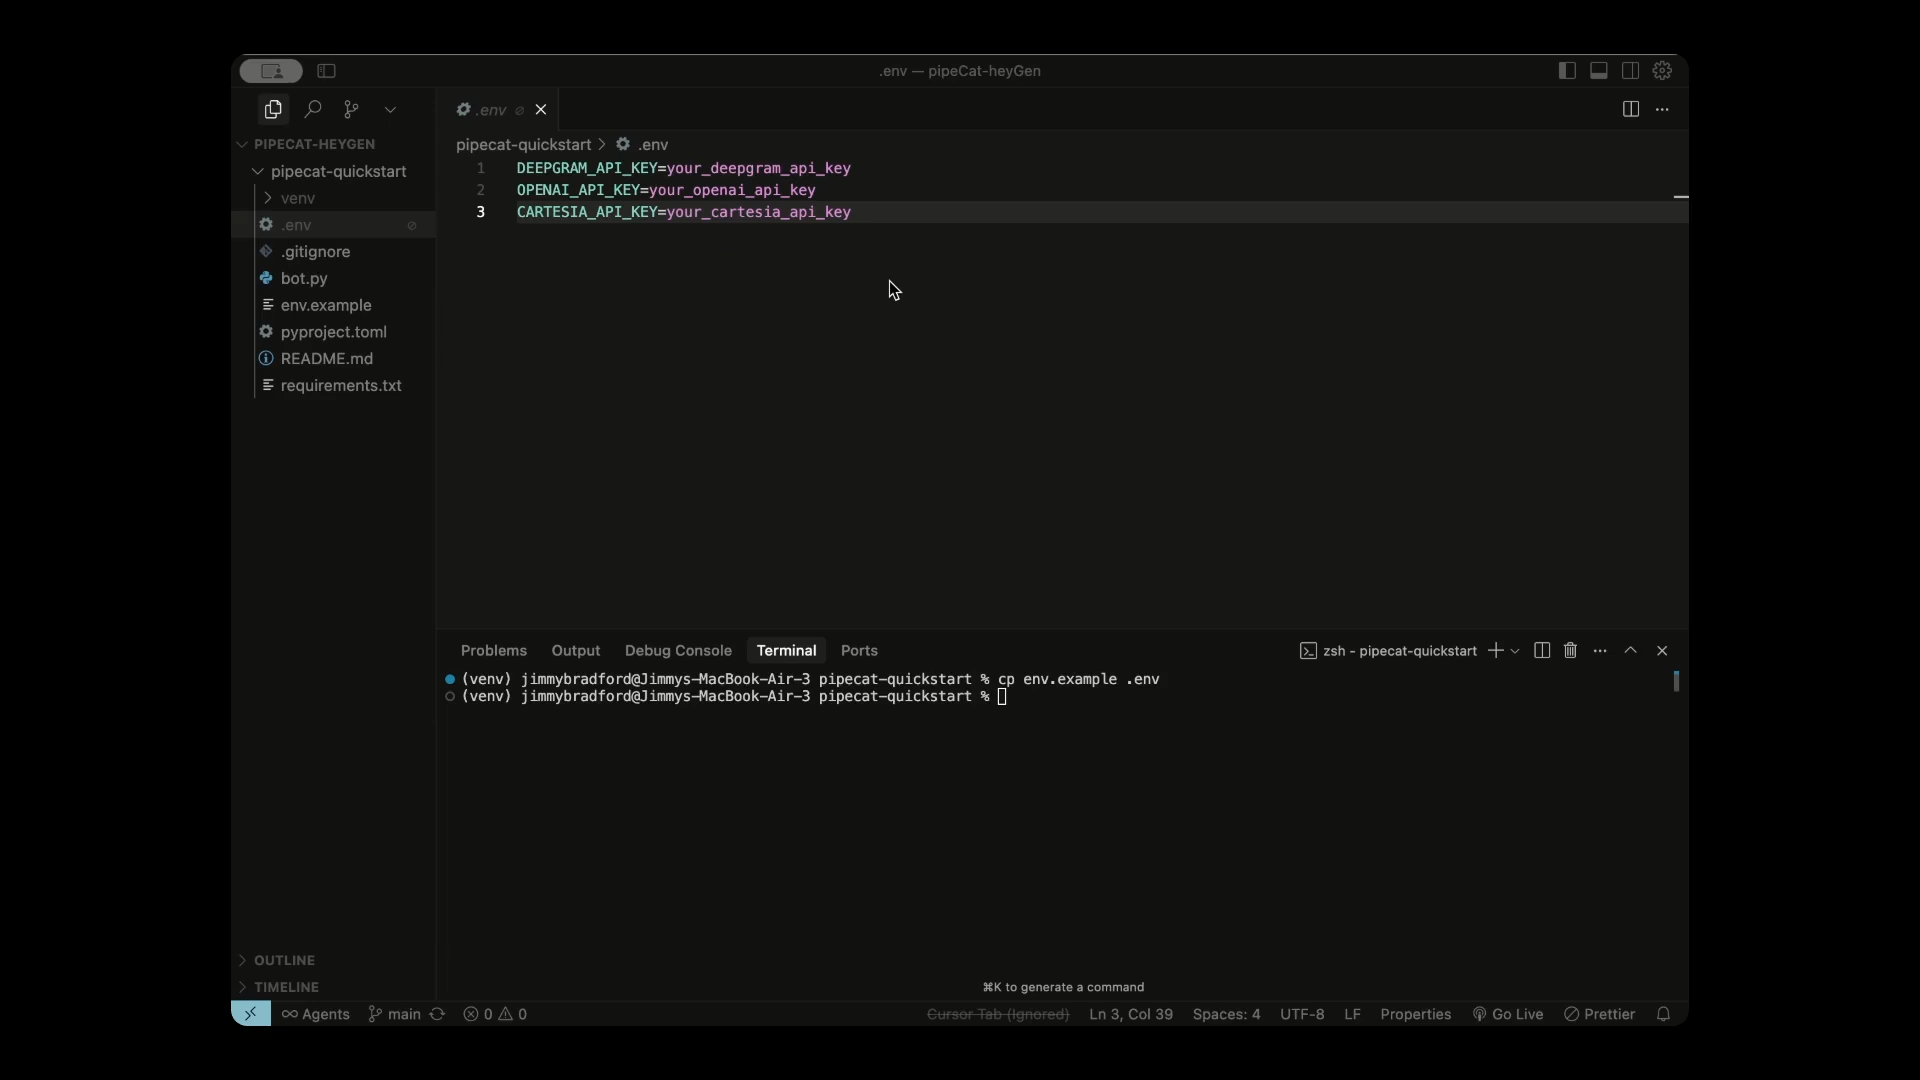 .env — pipeCat-heyGen
.env
PIPECAT-HEYGEN
pipecat-quickstart
venv
.env
.gitignore
bot.py
env.example
pyproject.toml
README.md
requirements.txt
OUTLINE
TIMELINE
pipecat-quickstart > .env
1 DEEPGRAM_API_KEY=your_deepgram_api_key
2 OPENAI_API_KEY=your_openai_api_key
3 CARTESIA_API_KEY=your_cartesia_api_key
Problems Output Debug Console Terminal Ports
zsh - pipecat-quickstart
(venv) jimmybradford@Jimmys-MacBook-Air-3 pipecat-quickstart % cp env.example .env
(venv) jimmybradford@Jimmys-MacBook-Air-3 pipecat-quickstart %
⌘K to generate a command
Agents main 0 0 Cursor Tab (Ignored) Ln 3, Col 39 Spaces: 4 UTF-8 LF Properties Go Live Prettier